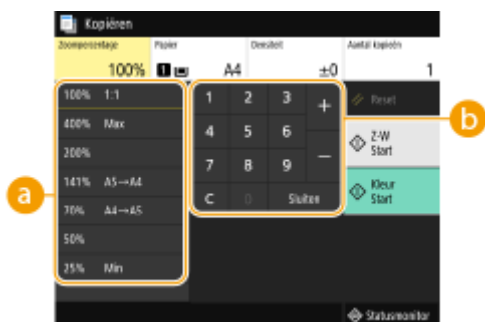 Kopiëren
Zoompercentage Papier Densiteit Aantal kopieën
100% 1 A4 ±0 1
100% 1:1
400% Max
200%
141% A5→A4
70% A4→A5
50%
25% Min
1 2 3 +
4 5 6
7 8 9 −
C 0 Sluiten
Reset
Z-W
Start
Kleur
Start
a
b
Statusmonitor